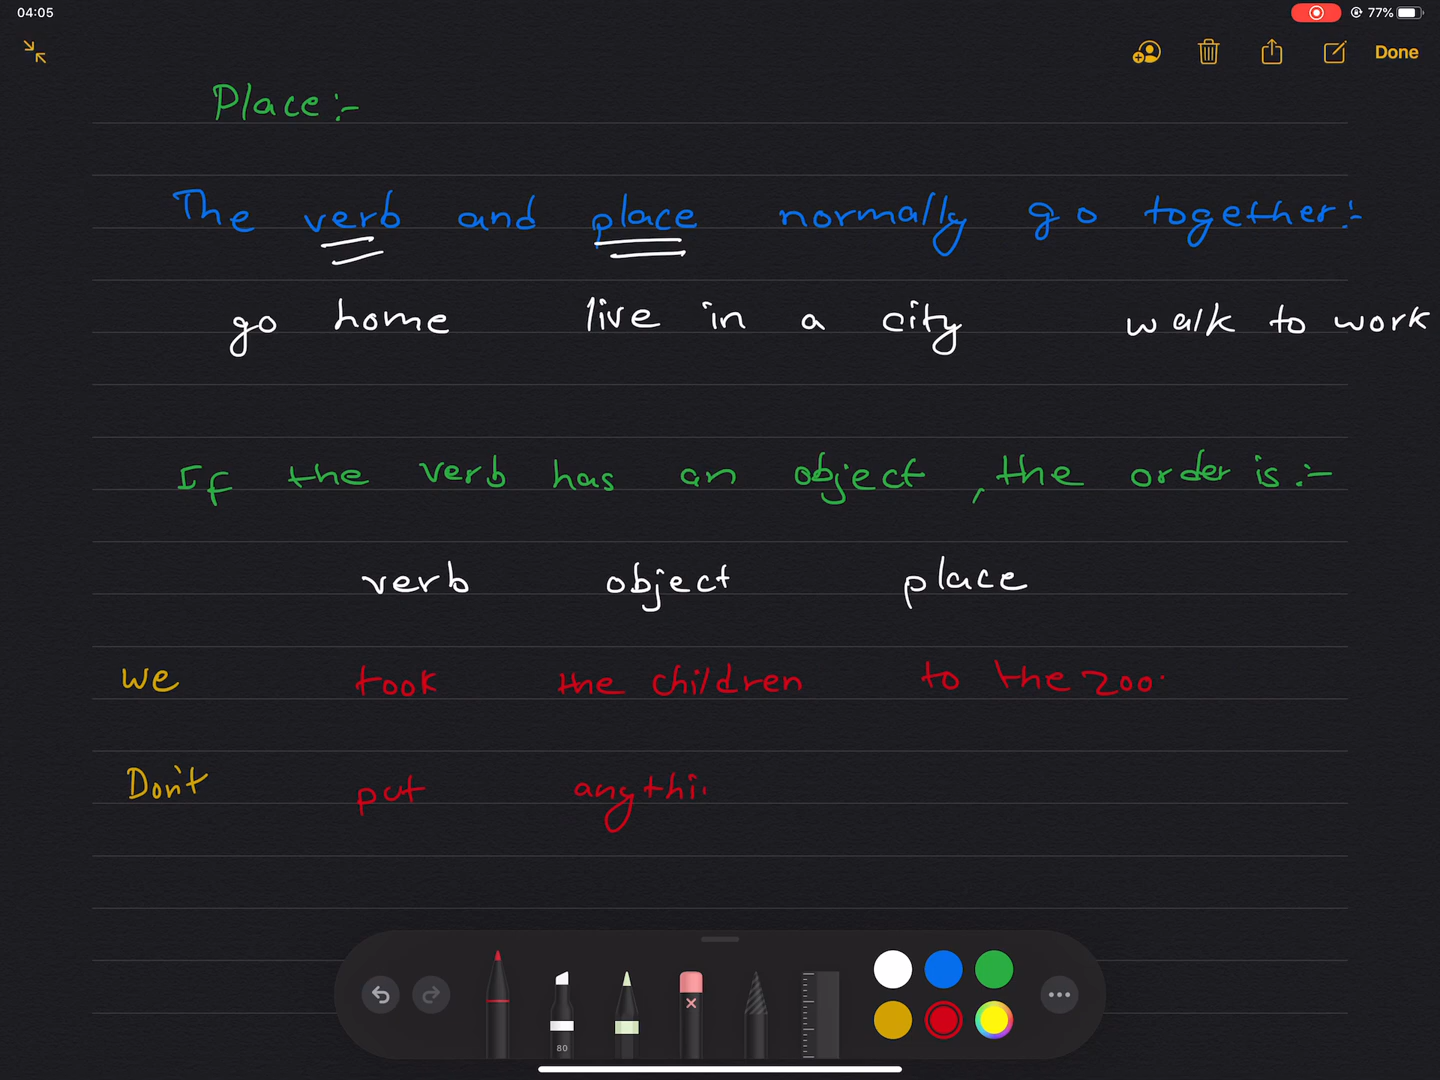 04:05
77%
Done
Place :-
The verb and place normally go together :-
go home live in a city walk to work
If the verb has an object, the order is :-
verb object place
We took the children to the zoo.
Don't put anythi
80